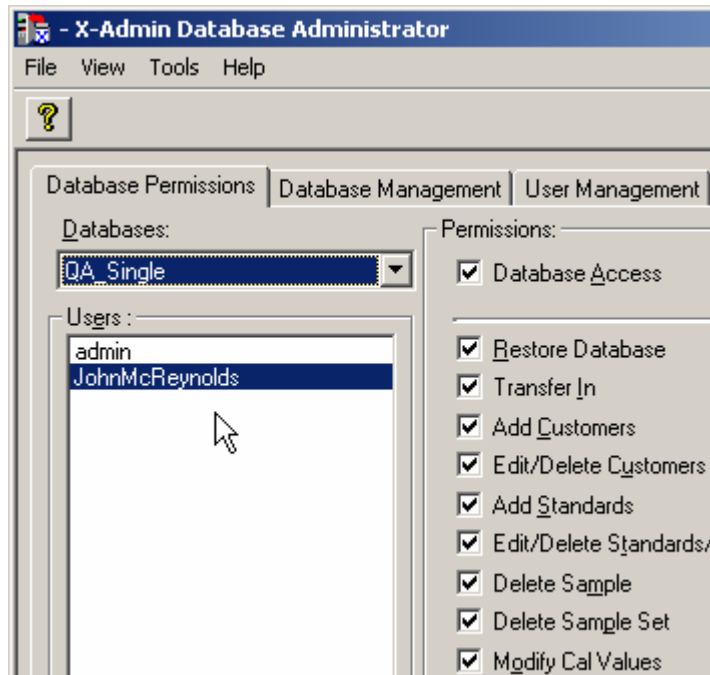 - X-Admin Database Administrator
File View Tools Help
Database Permissions Database Management User Management
Databases:
QA_Single
Users :
admin
JohnMcReynolds
Permissions:
Database Access
Restore Database
Transfer In
Add Customers
Edit/Delete Customers
Add Standards
Edit/Delete Standards/
Delete Sample
Delete Sample Set
Modify Cal Values